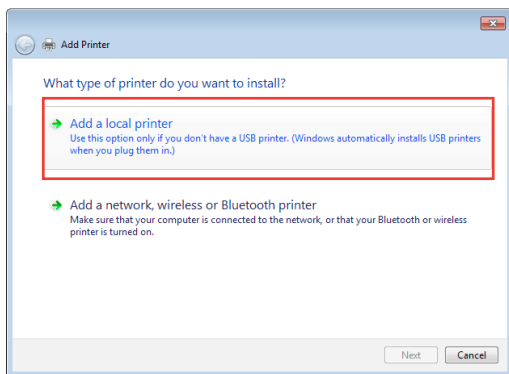 Add Printer
What type of printer do you want to install?
Add a local printer
Use this option only if you don't have a USB printer. (Windows automatically installs USB printers
when you plug them in.)
Add a network, wireless or Bluetooth printer
Make sure that your computer is connected to the network, or that your Bluetooth or wireless
printer is turned on.
Next Cancel